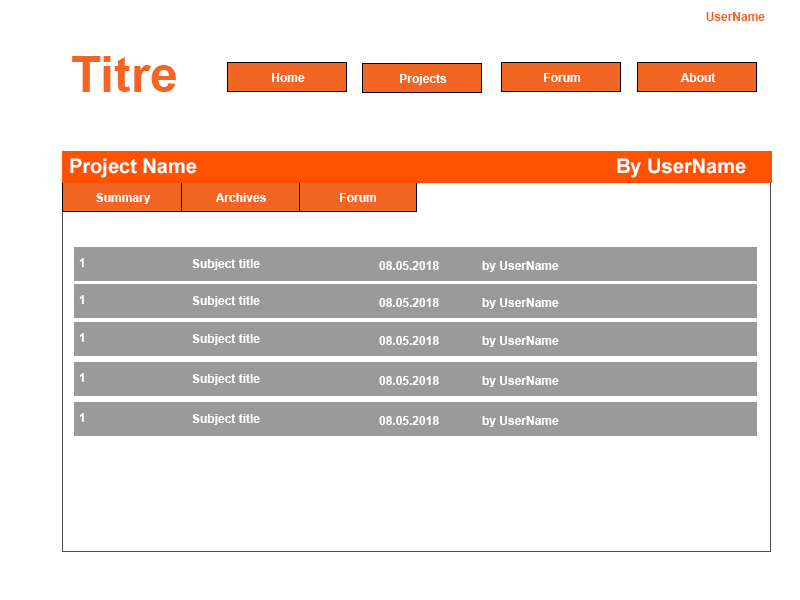 UserName
Titre
Home Projects Forum About
Project Name By UserName
Summary Archives Forum
1 Subject title 08.05.2018 by UserName
1 Subject title 08.05.2018 by UserName
1 Subject title 08.05.2018 by UserName
1 Subject title 08.05.2018 by UserName
1 Subject title 08.05.2018 by UserName